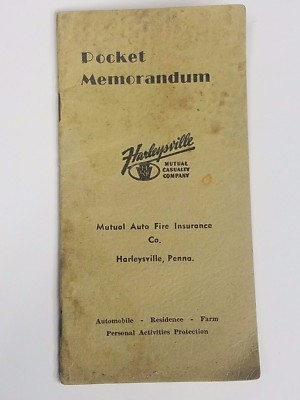 Pocket
Memorandum
Harleysville
MUTUAL
CASUALTY
COMPANY
Mutual Auto Fire Insurance
Co.
Harleysville, Penna.
Automobile - Residence - Farm
Personal Activities Protection